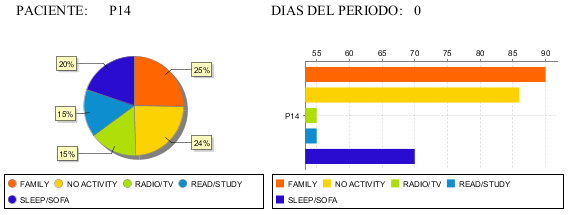 PACIENTE: P14
DIAS DEL PERIODO: 0
20%
25%
15%
15%
24%
FAMILY NO ACTIVITY RADIO/TV READ/STUDY
SLEEP/SOFA
55 60 65 70 75 80 85 90
P14
FAMILY NO ACTIVITY RADIO/TV READ/STUDY
SLEEP/SOFA